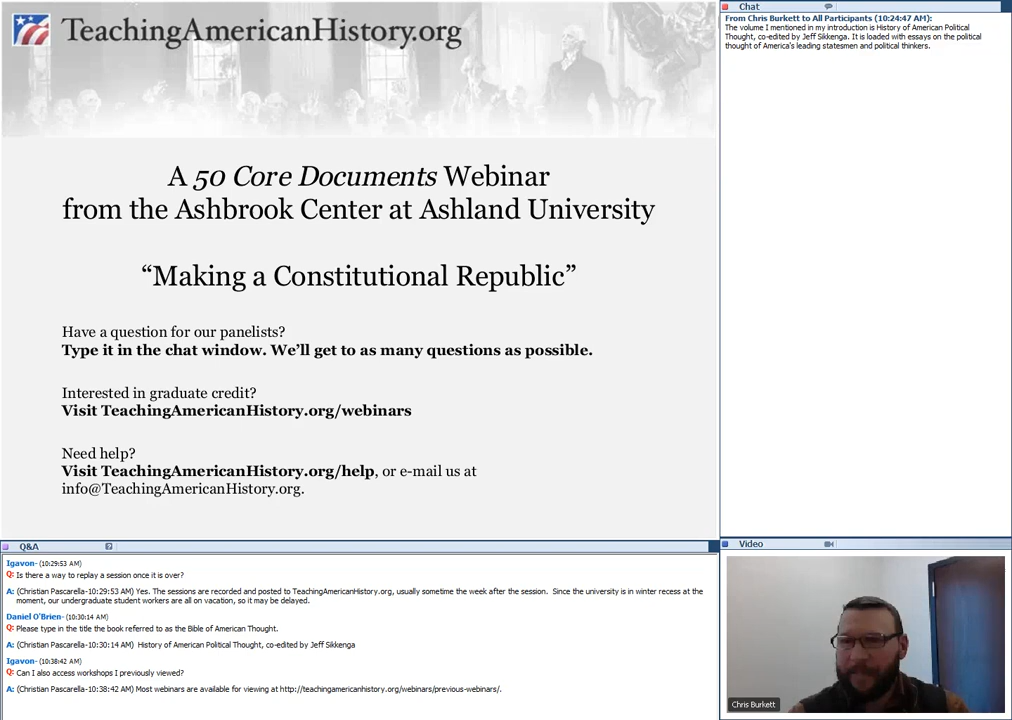 TeachingAmericanHistory.org
A 50 Core Documents Webinar
from the Ashbrook Center at Ashland University
“Making a Constitutional Republic”
Have a question for our panelists?
Type it in the chat window. We’ll get to as many questions as possible.
Interested in graduate credit?
Visit TeachingAmericanHistory.org/webinars
Need help?
Visit TeachingAmericanHistory.org/help, or e-mail us at
info@TeachingAmericanHistory.org.
Chat
From Chris Burkett to All Participants (10:24:47 AM):
The volume I mentioned in my introduction is History of American Political
Thought, co-edited by Jeff Sikkenga. It is loaded with essays on the political
thought of America's leading statesmen and political thinkers.
Q&A
Igavon- (10:29:53 AM)
Q: Is there a way to replay a session once it is over?
A: (Christian Pascarella-10:29:53 AM) Yes. The sessions are recorded and posted to TeachingAmericanHistory.org, usually sometime the week after the session. Since the university is in winter recess at the
moment, our undergraduate student workers are all on vacation, so it may be delayed.
Daniel O'Brien- (10:30:14 AM)
Q: Please type in the title the book referred to as the Bible of American Thought.
A: (Christian Pascarella-10:30:14 AM) History of American Political Thought, co-edited by Jeff Sikkenga
Igavon- (10:38:42 AM)
Q: Can I also access workshops I previously viewed?
A: (Christian Pascarella-10:38:42 AM) Most webinars are available for viewing at http://teachingamericanhistory.org/webinars/previous-webinars/.
Video
Chris Burkett